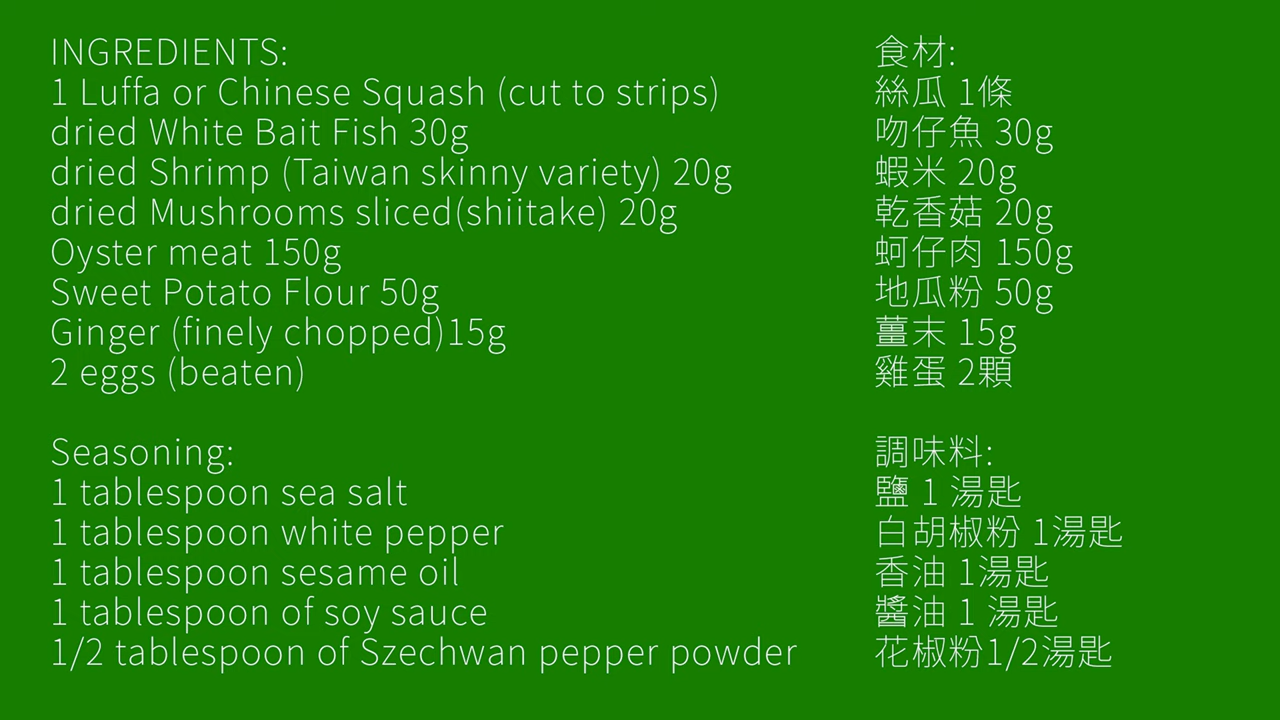 INGREDIENTS:
1 Luffa or Chinese Squash (cut to strips)
dried White Bait Fish 30g
dried Shrimp (Taiwan skinny variety) 20g
dried Mushrooms sliced(shiitake) 20g
Oyster meat 150g
Sweet Potato Flour 50g
Ginger (finely chopped)15g
2 eggs (beaten)
Seasoning:
1 tablespoon sea salt
1 tablespoon white pepper
1 tablespoon sesame oil
1 tablespoon of soy sauce
1/2 tablespoon of Szechwan pepper powder
食材:
絲瓜 1條
吻仔魚 30g
蝦米 20g
乾香菇 20g
蚵仔肉 150g
地瓜粉 50g
薑末 15g
雞蛋 2顆
調味料:
鹽 1 湯匙
白胡椒粉 1湯匙
香油 1湯匙
醬油 1 湯匙
花椒粉1/2湯匙